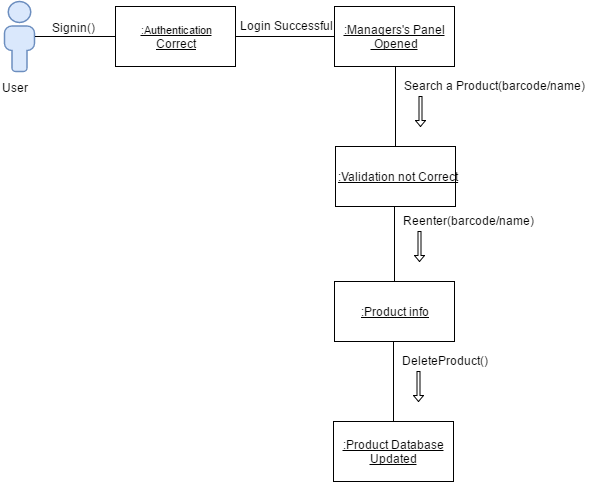 Signin()
:Authentication
Correct
Login Successful
:Managers's Panel
Opened
User
Search a Product(barcode/name)
:Validation not Correct
Reenter(barcode/name)
:Product info
DeleteProduct()
:Product Database
Updated